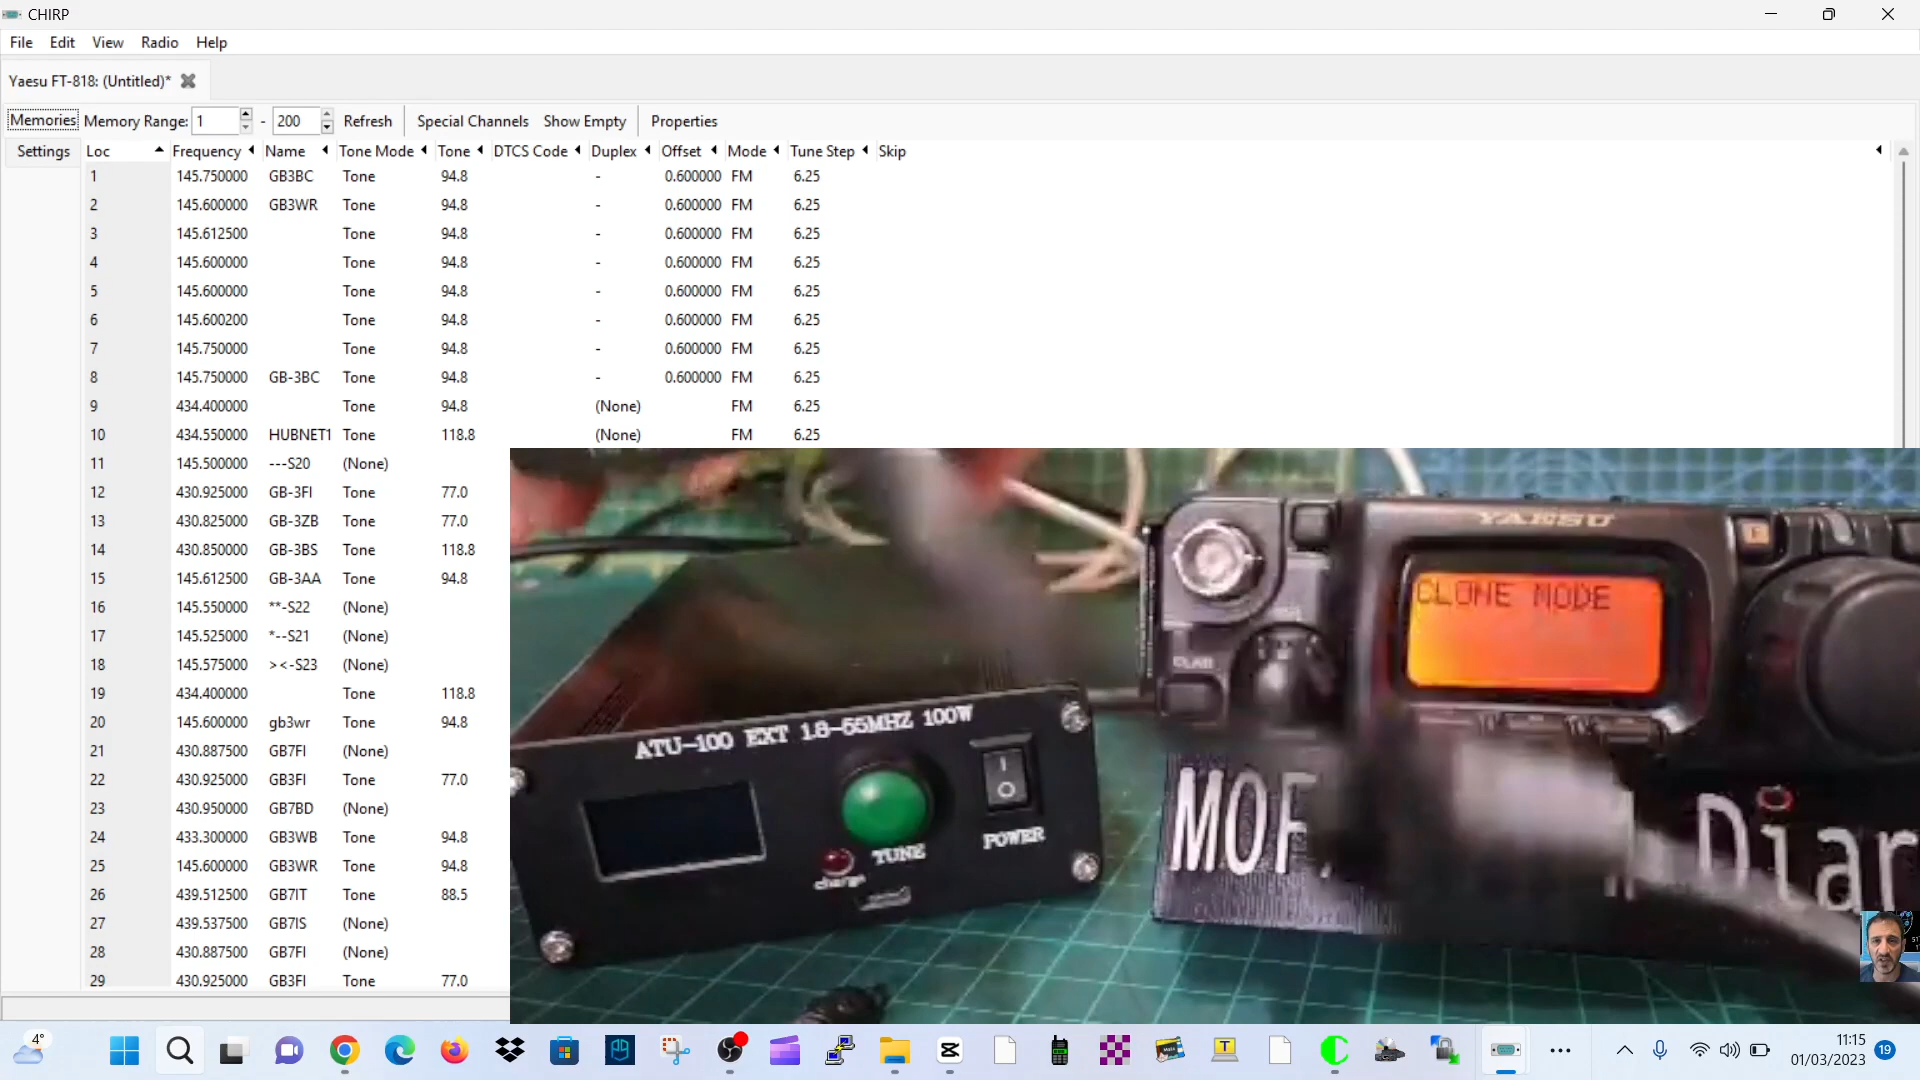 CHIRP
File Edit View Radio Help
Yaesu FT-818: (Untitled)*
Memories Memory Range: 1 - 200 Refresh Special Channels Show Empty Properties
Settings Loc Frequency Name Tone Mode Tone DTCS Code Duplex Offset Mode Tune Step Skip
1 145.750000 GB3BC Tone 94.8 - 0.600000 FM 6.25
2 145.600000 GB3WR Tone 94.8 - 0.600000 FM 6.25
3 145.612500 Tone 94.8 - 0.600000 FM 6.25
4 145.600000 Tone 94.8 - 0.600000 FM 6.25
5 145.600000 Tone 94.8 - 0.600000 FM 6.25
6 145.600200 Tone 94.8 - 0.600000 FM 6.25
7 145.750000 Tone 94.8 - 0.600000 FM 6.25
8 145.750000 GB-3BC Tone 94.8 - 0.600000 FM 6.25
9 434.400000 Tone 94.8 (None) FM 6.25
10 434.550000 HUBNET1 Tone 118.8 (None) FM 6.25
11 145.500000 ---S20 (None)
12 430.925000 GB-3FI Tone 77.0
13 430.825000 GB-3ZB Tone 77.0
14 430.850000 GB-3BS Tone 118.8
15 145.612500 GB-3AA Tone 94.8
16 145.550000 **-S22 (None)
17 145.525000 *--S21 (None)
18 145.575000 ><-S23 (None)
19 434.400000 Tone 118.8
20 145.600000 gb3wr Tone 94.8
21 430.887500 GB7FI (None)
22 430.925000 GB3FI Tone 77.0
23 430.950000 GB7BD (None)
24 433.300000 GB3WB Tone 94.8
25 145.600000 GB3WR Tone 94.8
26 439.512500 GB7IT Tone 88.5
27 439.537500 GB7IS (None)
28 430.887500 GB7FI (None)
29 430.925000 GB3FI Tone 77.0
YAESU
CLONE MODE
CLAR
ATU-100 EXT 1.8-55MHZ 100W
TUNE
POWER
charge
M0F
Diar
4°
11:15
01/03/2023
19